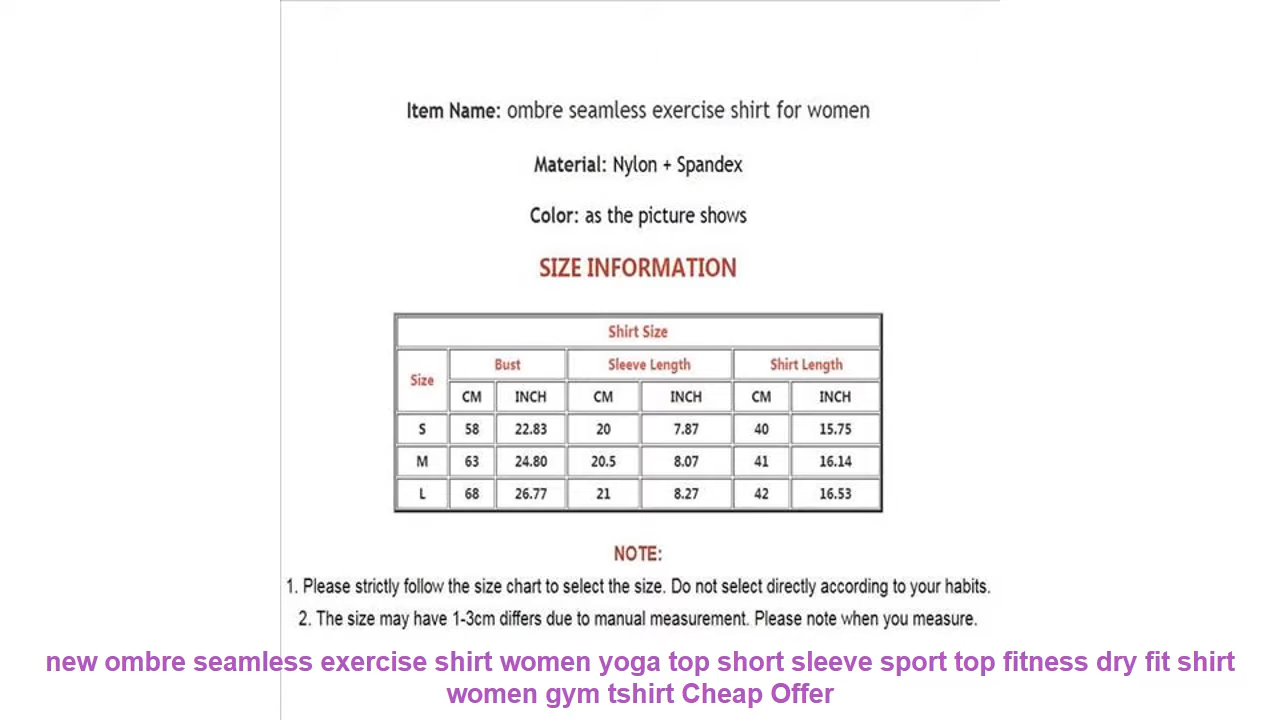 Item Name: ombre seamless exercise shirt for women
Material: Nylon + Spandex
Color: as the picture shows
SIZE INFORMATION
Shirt Size
Size Bust Sleeve Length Shirt Length
CM INCH CM INCH CM INCH
S 58 22.83 20 7.87 40 15.75
M 63 24.80 20.5 8.07 41 16.14
L 68 26.77 21 8.27 42 16.53
NOTE:
1. Please strictly follow the size chart to select the size. Do not select directly according to your habits.
2. The size may have 1-3cm differs due to manual measurement. Please note when you measure.
new ombre seamless exercise shirt women yoga top short sleeve sport top fitness dry fit shirt
women gym tshirt Cheap Offer